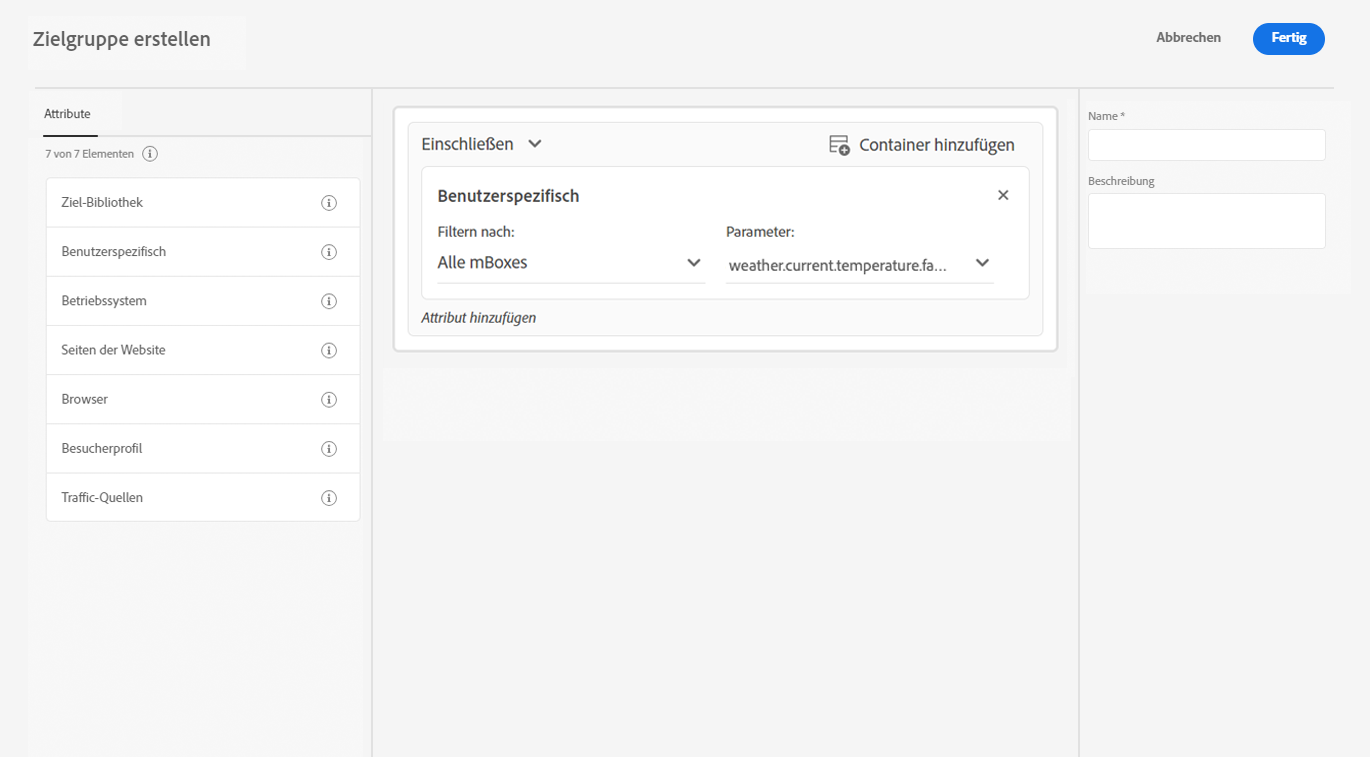 Zielgruppe erstellen
Abbrechen
Fertig
Attribute
7 von 7 Elementen
Ziel-Bibliothek
Benutzerspezifisch
Betriebssystem
Seiten der Website
Browser
Besucherprofil
Traffic-Quellen
Einschließen
Container hinzufügen
Benutzerspezifisch
Filtern nach:
Parameter:
Alle mBoxes
weather.current.temperature.fa...
Attribut hinzufügen
Name *
Beschreibung